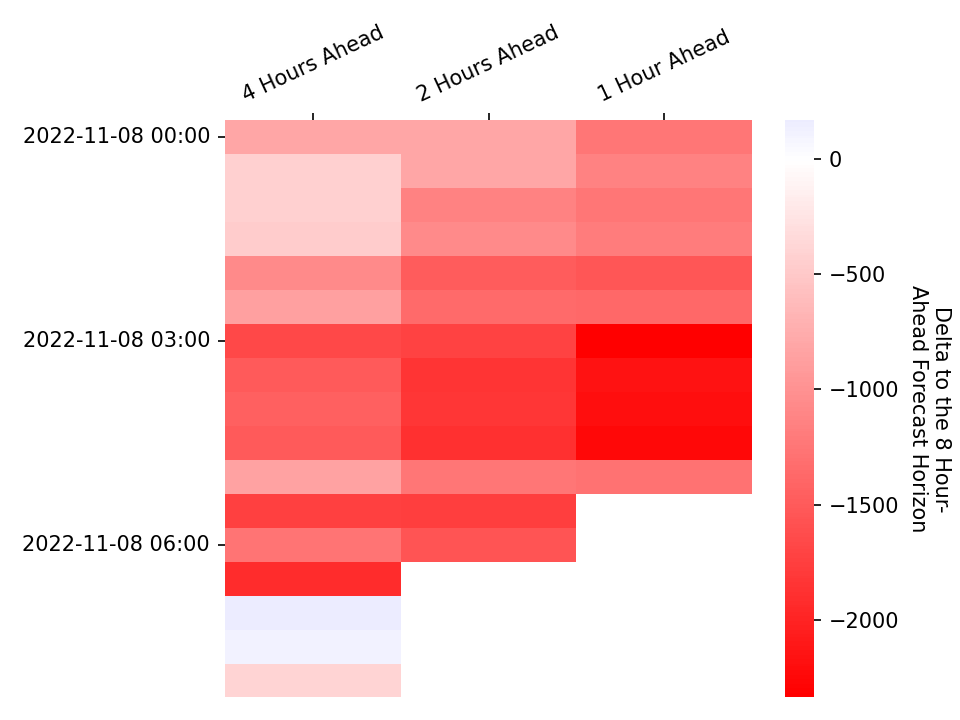 4 Hours Ahead
2 Hours Ahead
1 Hour Ahead
2022-11-08 00:00
2022-11-08 03:00
2022-11-08 06:00
0
−500
−1000
−1500
−2000
Delta to the 8 Hour-
Ahead Forecast Horizon